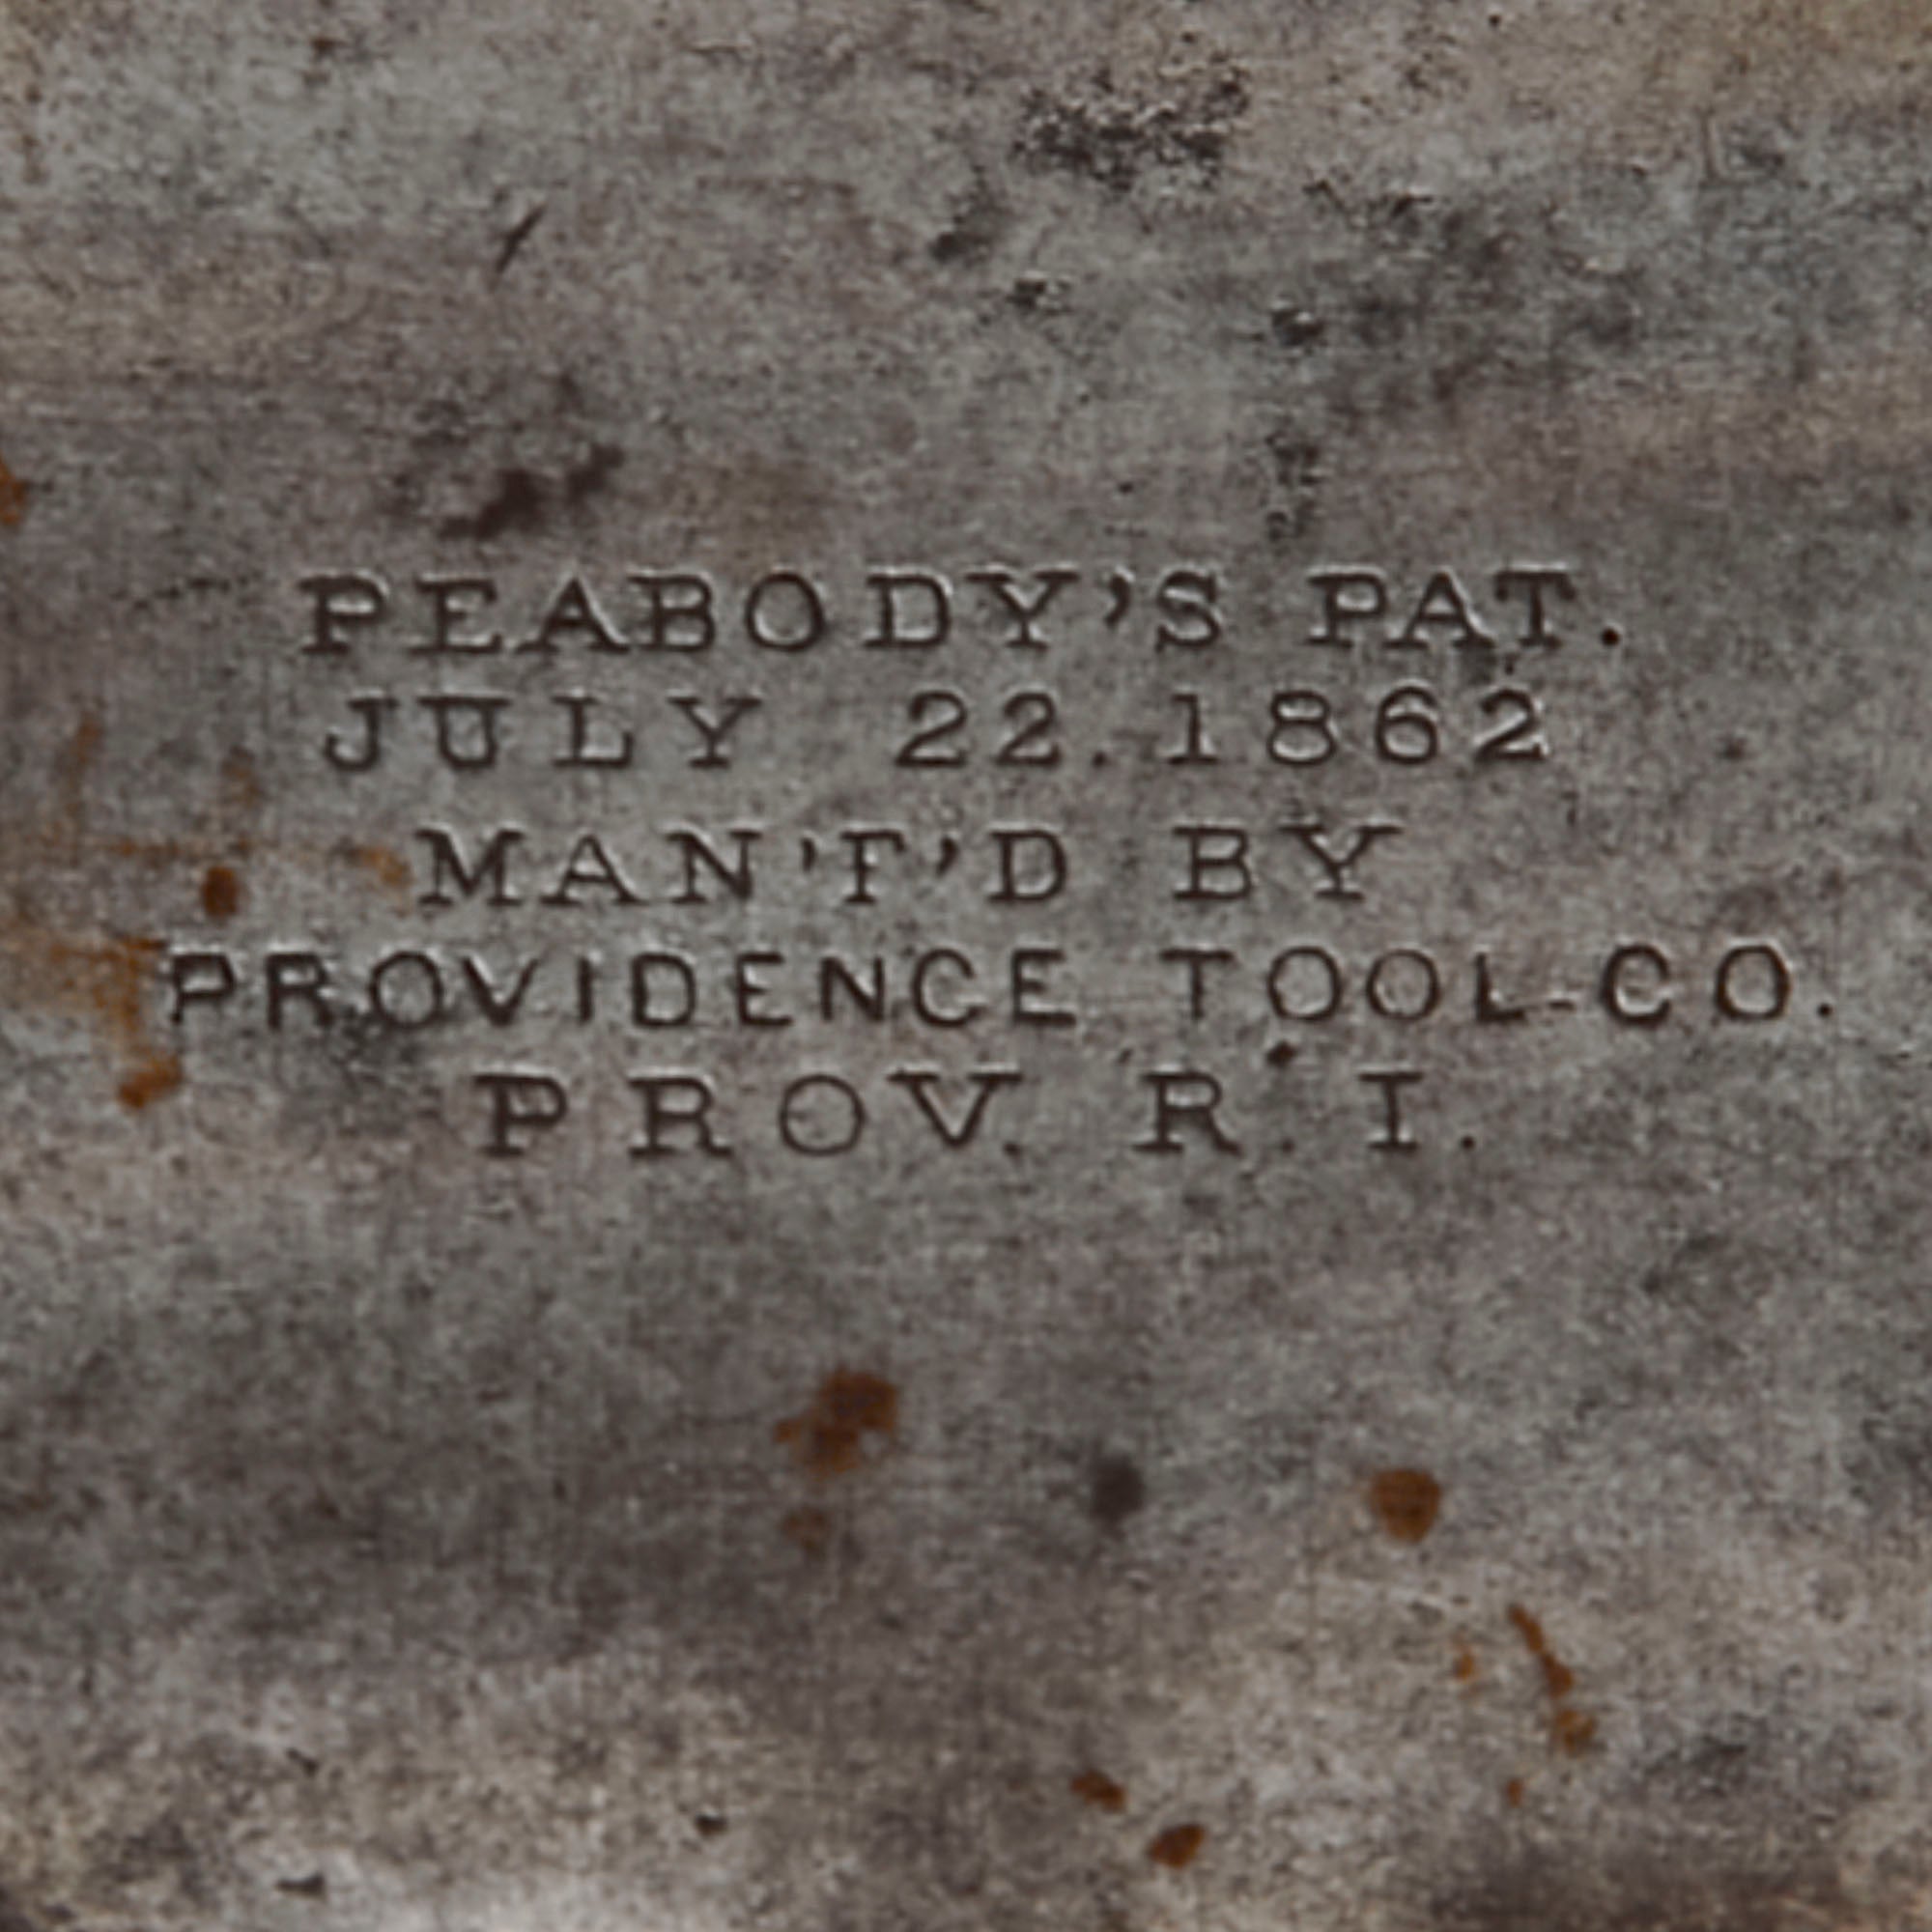 PEABODY'S PAT.
JULY 22.1862
MAN'F'D BY
PROVIDENCE TOOL-CO.
PROV. R.I.